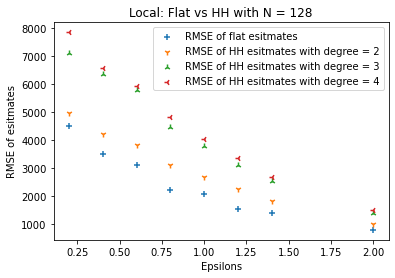 Local: Flat vs HH with N = 128
RMSE of esitmates
8000
7000
6000
5000
4000
3000
2000
1000
RMSE of flat esitmates
RMSE of HH esitmates with degree = 2
RMSE of HH esitmates with degree = 3
RMSE of HH esitmates with degree = 4
0.25 0.50 0.75 1.00 1.25 1.50 1.75 2.00
Epsilons